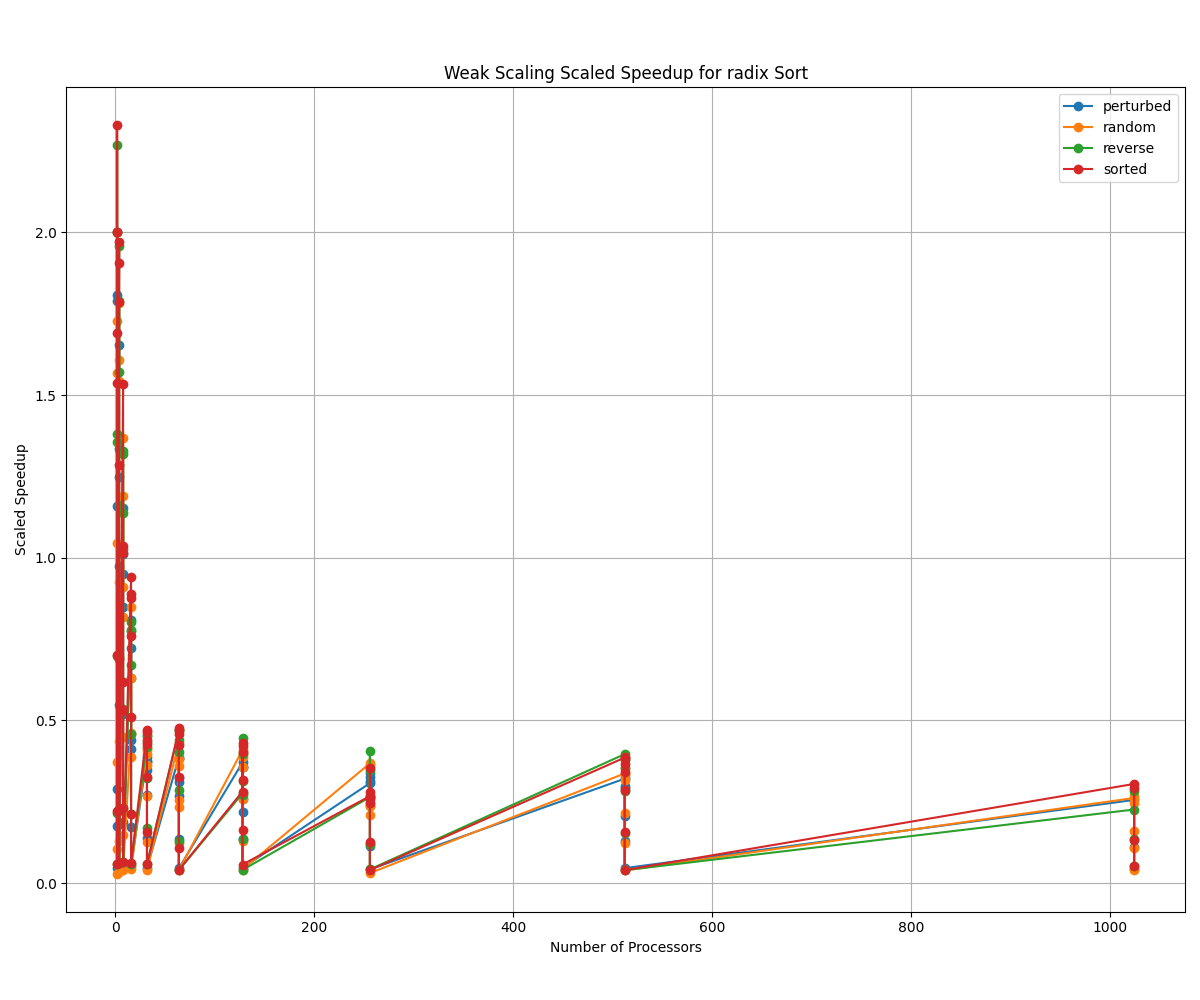 Weak Scaling Scaled Speedup for radix Sort
perturbed
random
reverse
sorted
Scaled Speedup
2.0
1.5
1.0
0.5
0.0
0 200 400 600 800 1000
Number of Processors